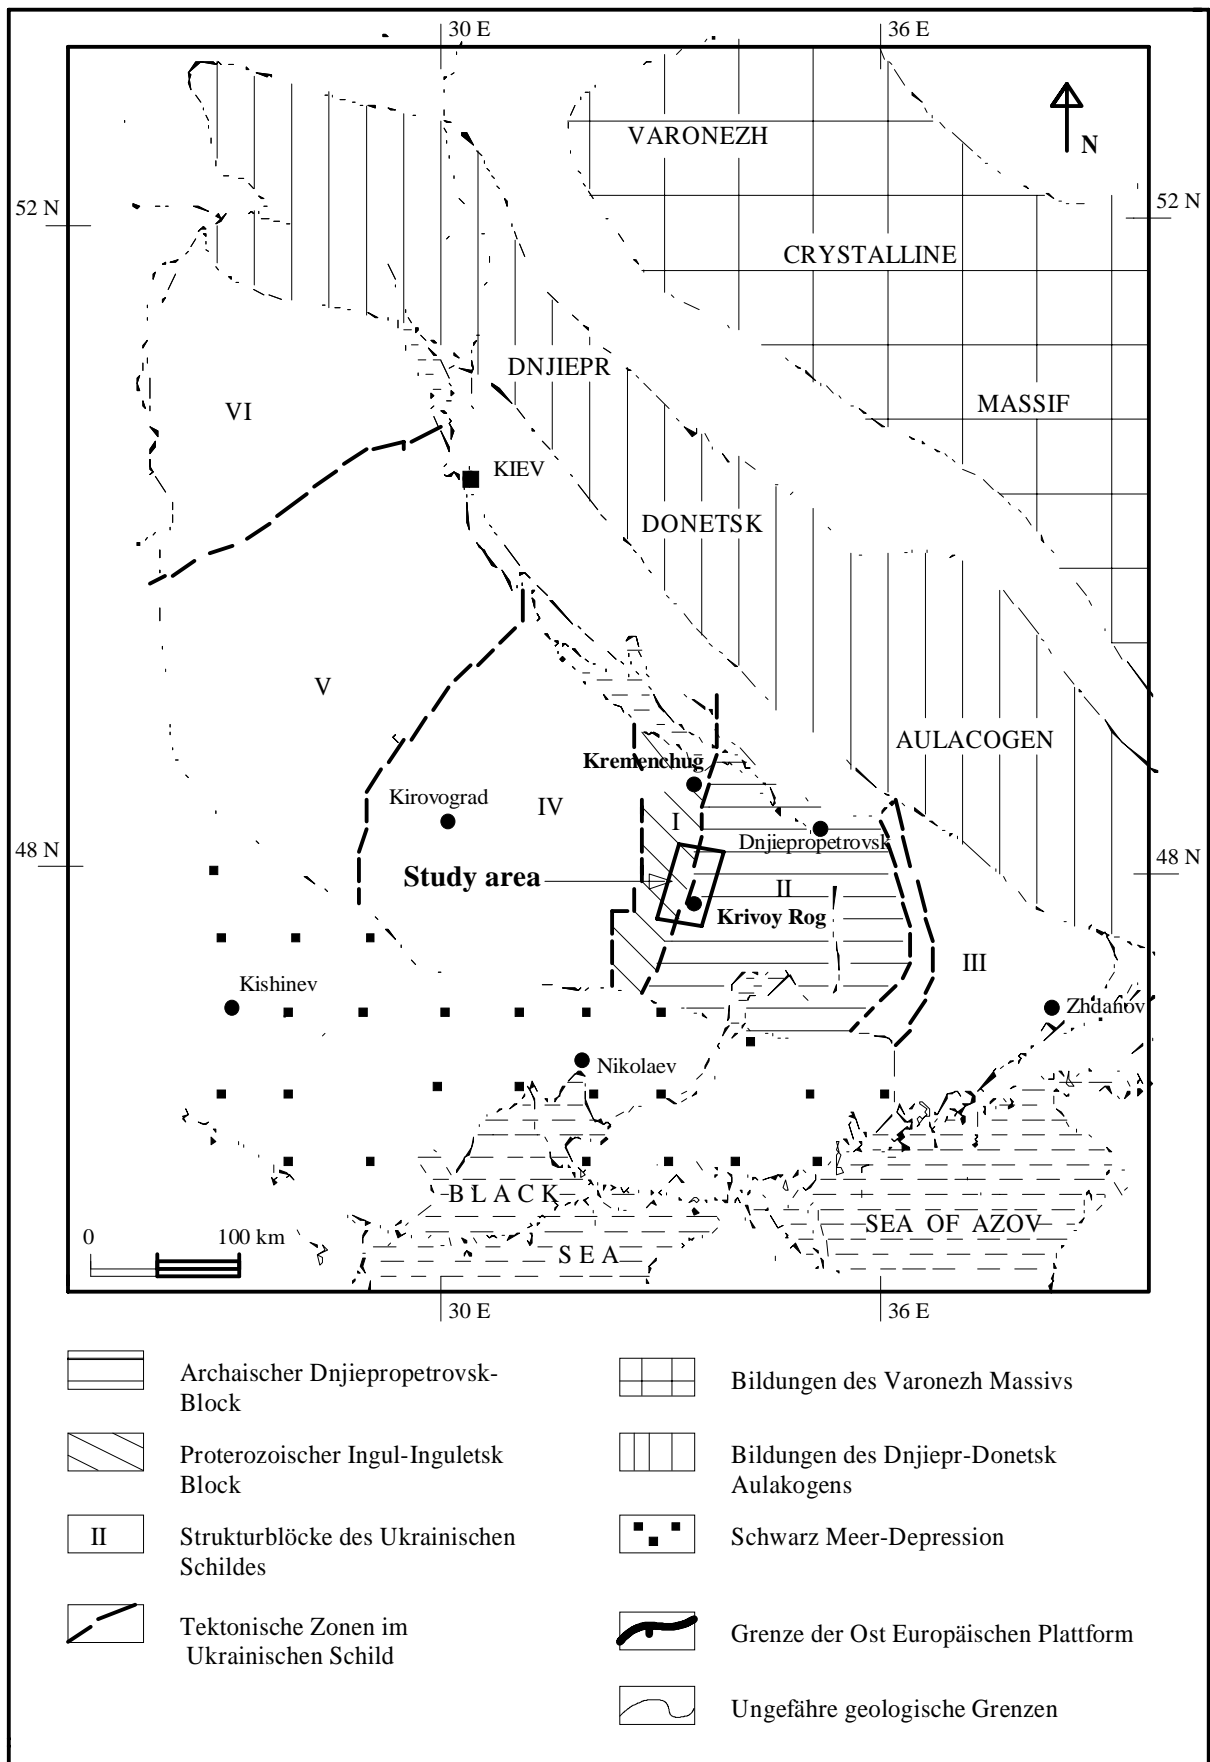 30 E
36 E
VARONEZH
N
52 N
52 N
CRYSTALLINE
DNJIEPR
MASSIF
VI
KIEV
DONETSK
V
AULACOGEN
Kremenchug
Kirovograd
IV
I
Dnjiepropetrovsk
48 N
48 N
Study area
II
Krivoy Rog
III
Kishinev
Zhdanov
Nikolaev
BLACK
SEA OF AZOV
0
100 km
SEA
30 E
36 E
Archaischer Dnjiepropetrovsk-
Block
Proterozoischer Ingul-Inguletsk
Block
II
Strukturblöcke des Ukrainischen
Schildes
Tektonische Zonen im
Ukrainischen Schild
Bildungen des Varonezh Massivs
Bildungen des Dnjiepr-Donetsk
Aulakogens
Schwarz Meer-Depression
Grenze der Ost Europäischen Plattform
Ungefähre geologische Grenzen